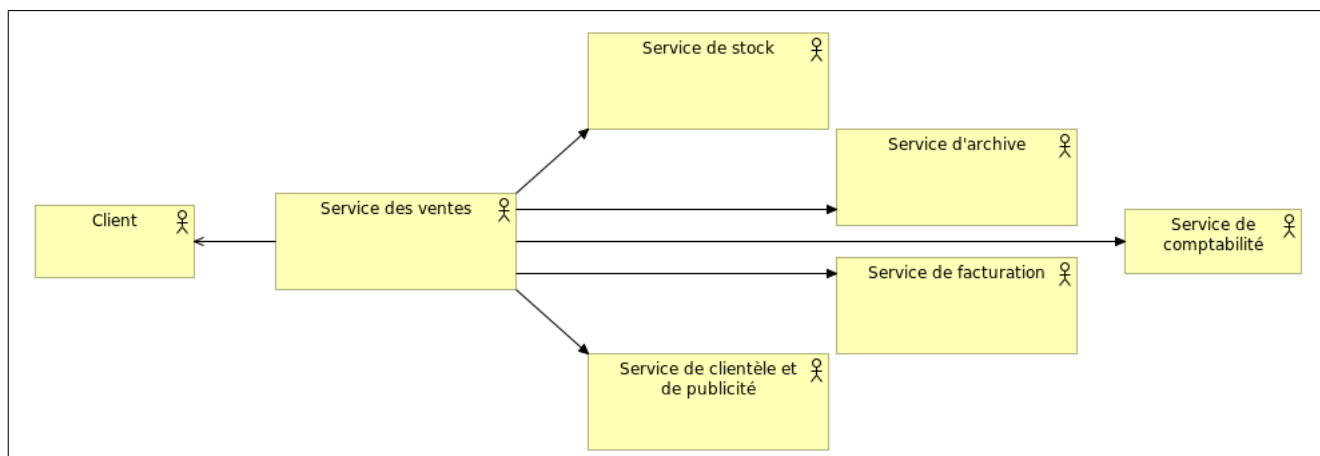 Service de stock
Service d'archive
Service des ventes
Client
Service de
comptabilité
Service de facturation
Service de clientèle et
de publicité